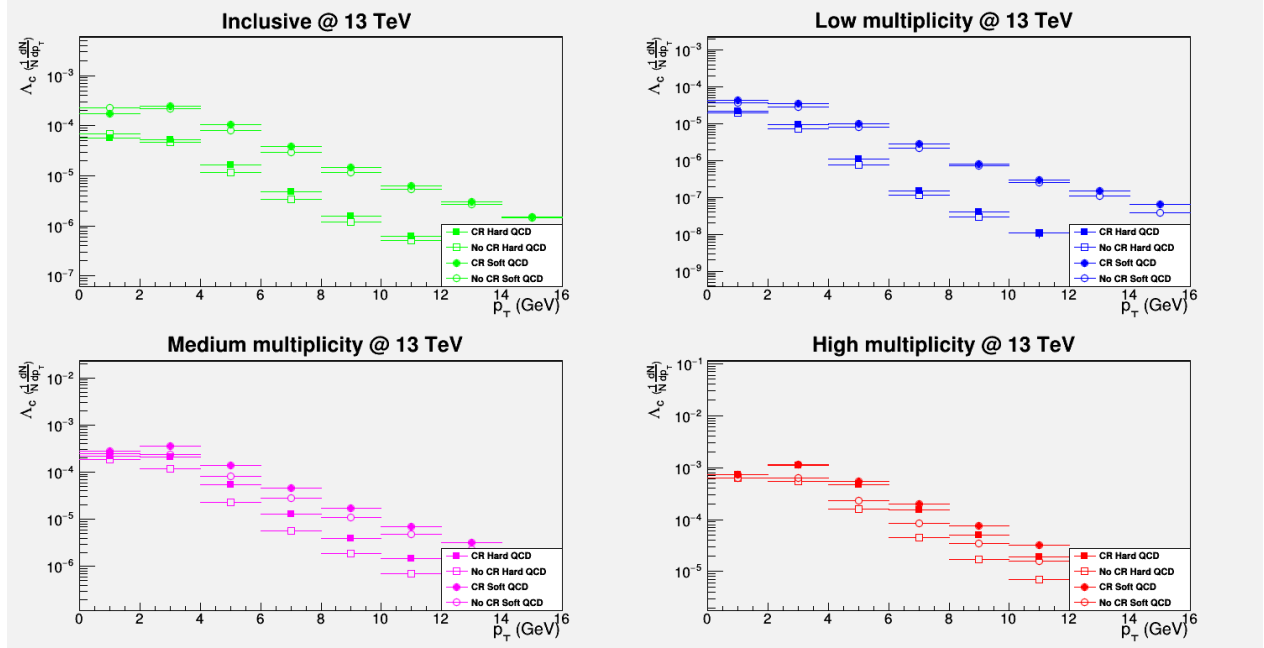 Inclusive @ 13 TeV
Λc (1/N dN/dpT)
10⁻³
10⁻⁴
10⁻⁵
10⁻⁶
10⁻⁷
0 2 4 6 8 10 12 14 16
pT (GeV)
CR Hard QCD
No CR Hard QCD
CR Soft QCD
No CR Soft QCD
Low multiplicity @ 13 TeV
Λc (1/N dN/dpT)
10⁻³
10⁻⁴
10⁻⁵
10⁻⁶
10⁻⁷
10⁻⁸
10⁻⁹
0 2 4 6 8 10 12 14 16
pT (GeV)
CR Hard QCD
No CR Hard QCD
CR Soft QCD
No CR Soft QCD
Medium multiplicity @ 13 TeV
Λc (1/N dN/dpT)
10⁻²
10⁻³
10⁻⁴
10⁻⁵
10⁻⁶
0 2 4 6 8 10 12 14 16
pT (GeV)
CR Hard QCD
No CR Hard QCD
CR Soft QCD
No CR Soft QCD
High multiplicity @ 13 TeV
Λc (1/N dN/dpT)
10⁻¹
10⁻²
10⁻³
10⁻⁴
10⁻⁵
0 2 4 6 8 10 12 14 16
pT (GeV)
CR Hard QCD
No CR Hard QCD
CR Soft QCD
No CR Soft QCD